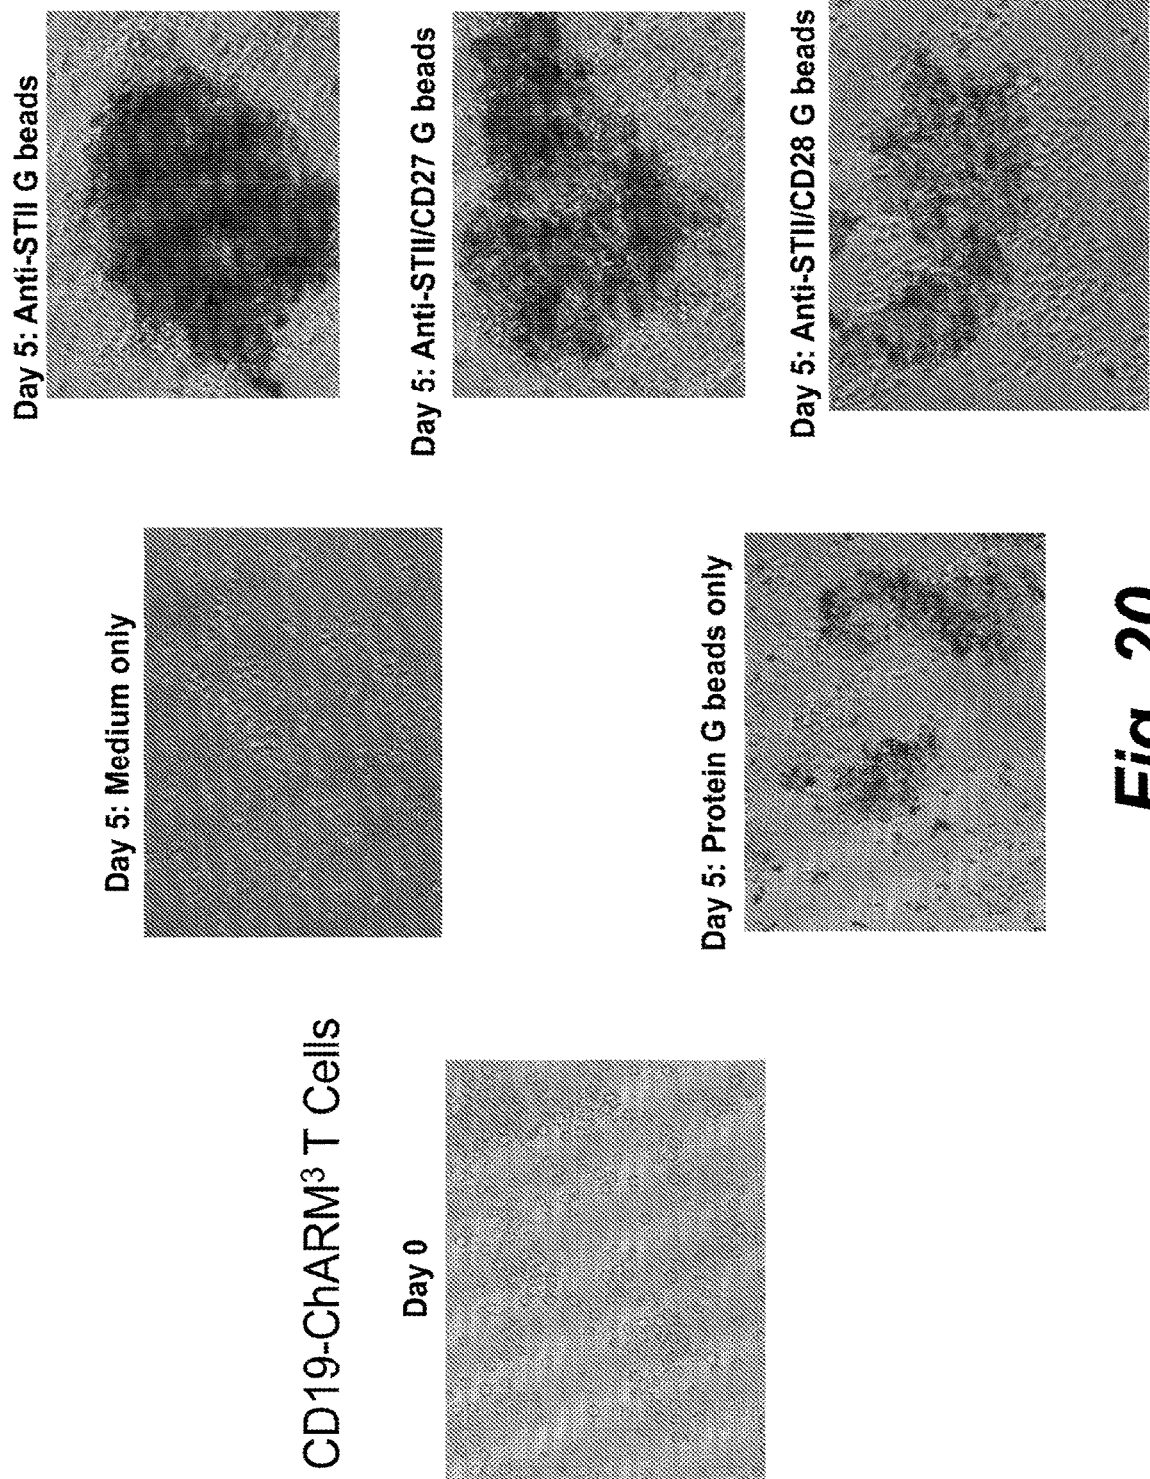 CD19-ChARM³ T Cells
Day 0
Day 5: Medium only
Day 5: Protein G beads only
Day 5: Anti-STII G beads
Day 5: Anti-STII/CD27 G beads
Day 5: Anti-STII/CD28 G beads
Fig. 20